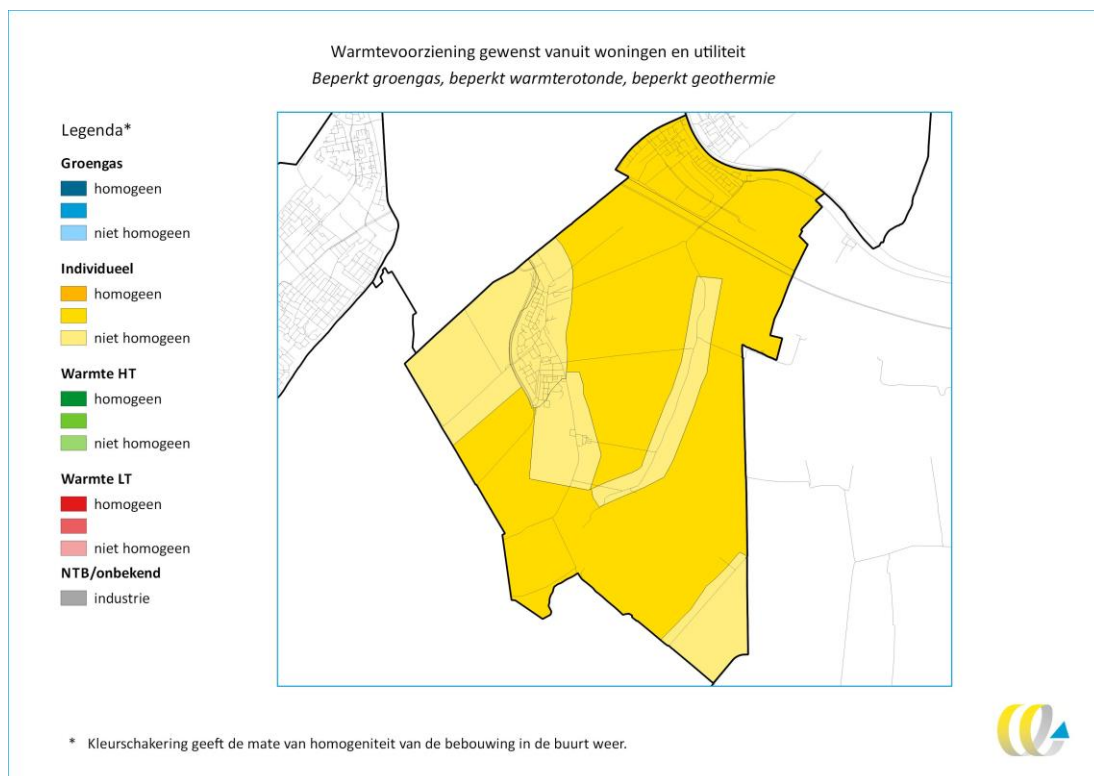 Warmtevoorziening gewenst vanuit woningen en utiliteit
Beperkt groengas, beperkt warmterotonde, beperkt geothermie
Legenda*
Groengas
homogeen
niet homogeen
Individueel
homogeen
niet homogeen
Warmte HT
homogeen
niet homogeen
Warmte LT
homogeen
niet homogeen
NTB/onbekend
industrie
* Kleurschakering geeft de mate van homogeniteit van de bebouwing in de buurt weer.